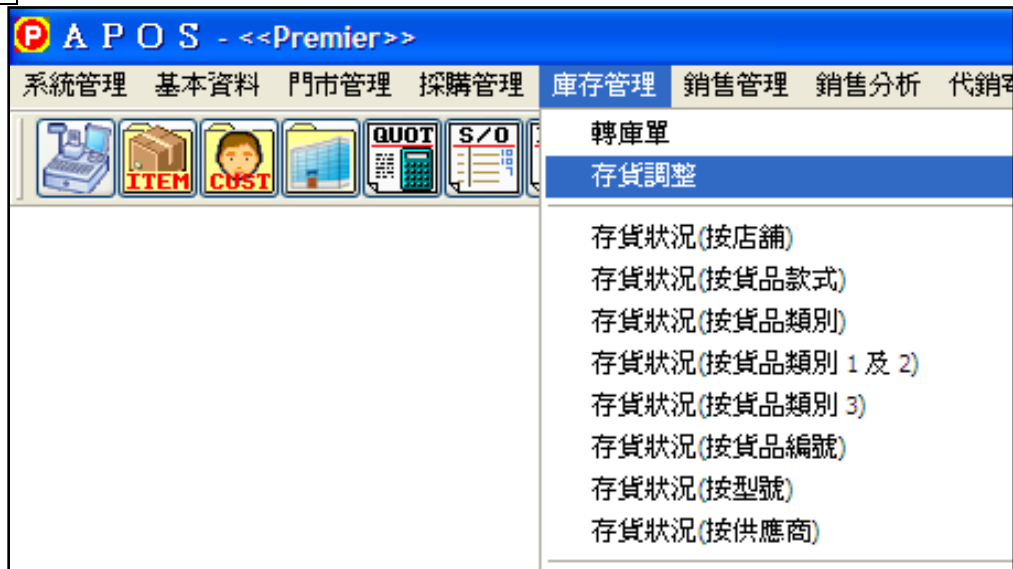 A P O S - <<Premier>>
系統管理 基本資料 門市管理 採購管理 庫存管理 銷售管理 銷售分析 代銷
ITEM CUST QUOT S/O
轉庫單
存貨調整
存貨狀況(按店舖)
存貨狀況(按貨品款式)
存貨狀況(按貨品類別)
存貨狀況(按貨品類別 1 及 2)
存貨狀況(按貨品類別 3)
存貨狀況(按貨品編號)
存貨狀況(按型號)
存貨狀況(按供應商)